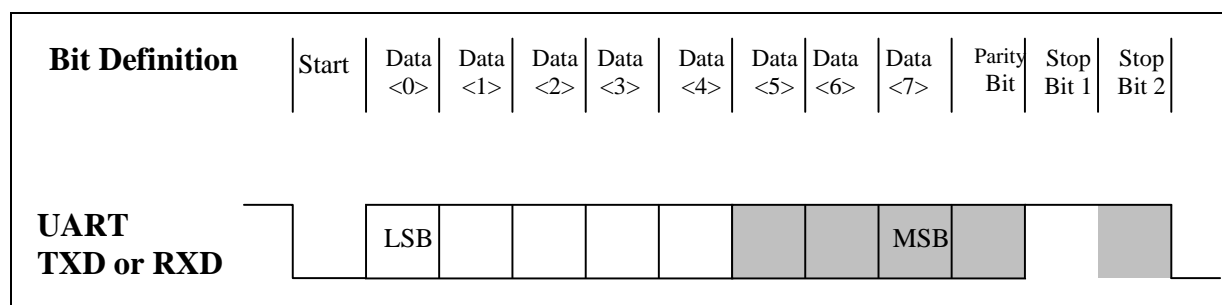 Bit Definition
Start
Data <0>
Data <1>
Data <2>
Data <3>
Data <4>
Data <5>
Data <6>
Data <7>
Parity Bit
Stop Bit 1
Stop Bit 2
UART
TXD or RXD
LSB
MSB